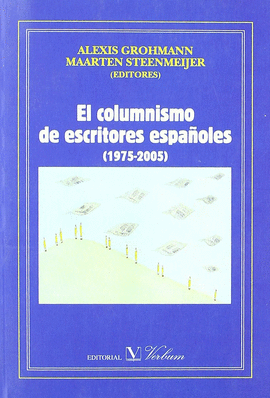 ALEXIS GROHMANN
MAARTEN STEENMEIJER
(EDITORES)
El columnismo
de escritores españoles
(1975-2005)
EDITORIAL V Verbum